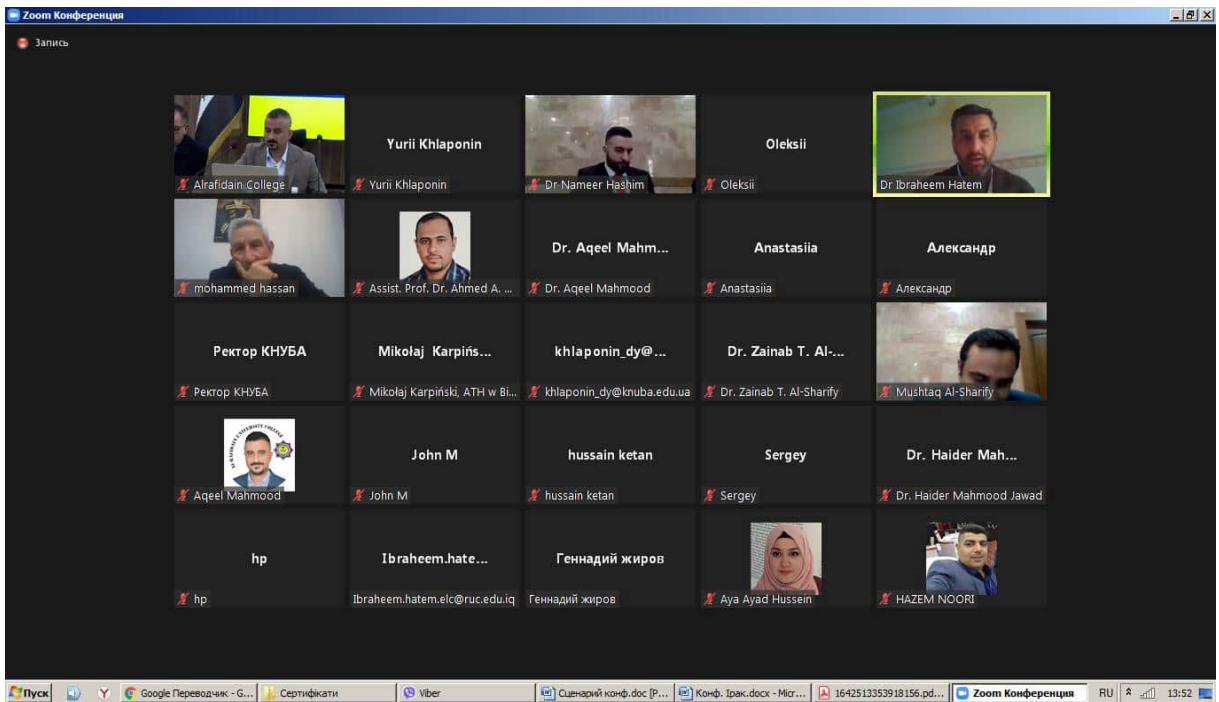 Zoom Конференция
Запись
Alrafidain College
Yurii Khlaponin
Yurii Khlaponin
Dr Nameer Hashim
Oleksii
Oleksii
Dr Ibraheem Hatem
mohammed hassan
Assist. Prof. Dr. Ahmed A. ...
Dr. Aqeel Mahm...
Dr. Aqeel Mahmood
Anastasiia
Anastasiia
Александр
Александр
Ректор КНУБА
Ректор КНУБА
Mikołaj Karpińs...
Mikołaj Karpiński, ATH w Bi...
khlaponin_dy@...
khlaponin_dy@knuba.edu.ua
Dr. Zainab T. Al-...
Dr. Zainab T. Al-Sharify
Mushtaq Al-Sharify
Aqeel Mahmood
John M
John M
hussain ketan
hussain ketan
Sergey
Sergey
Dr. Haider Mah...
Dr. Haider Mahmood Jawad
hp
hp
Ibraheem.hate...
Ibraheem.hatem.elc@ruc.edu.iq
Геннадий жиров
Геннадий жиров
Aya Ayad Hussein
HAZEM NOORI
Пуск
Google Переводчик - G...
Сертифікати
Viber
Сценарий конф.doc [Р...
Конф. Ірак.docx - Micr...
1642513353918156.pd...
Zoom Конференция
RU
13:52